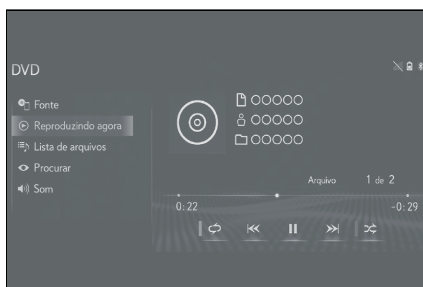 DVD
Fonte
Reproduzindo agora
Lista de arquivos
Procurar
Som
OOOOO
OOOOO
OOOOO
Arquivo 1 de 2
0:22 -0:29